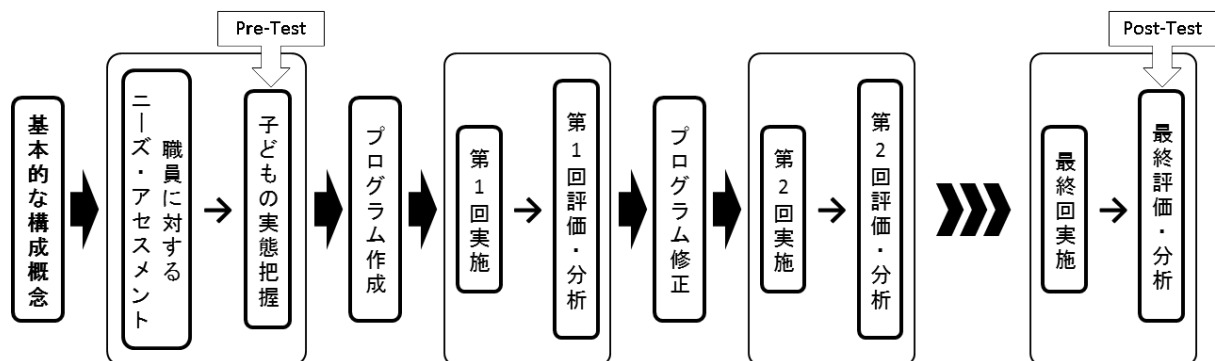 Pre-Test
Post-Test
基本的な構成概念
職員に対する
ニーズ・アセスメント
子どもの実態把握
プログラム作成
第1回実施
第1回評価・分析
プログラム修正
第2回実施
第2回評価・分析
最終回実施
最終評価・分析